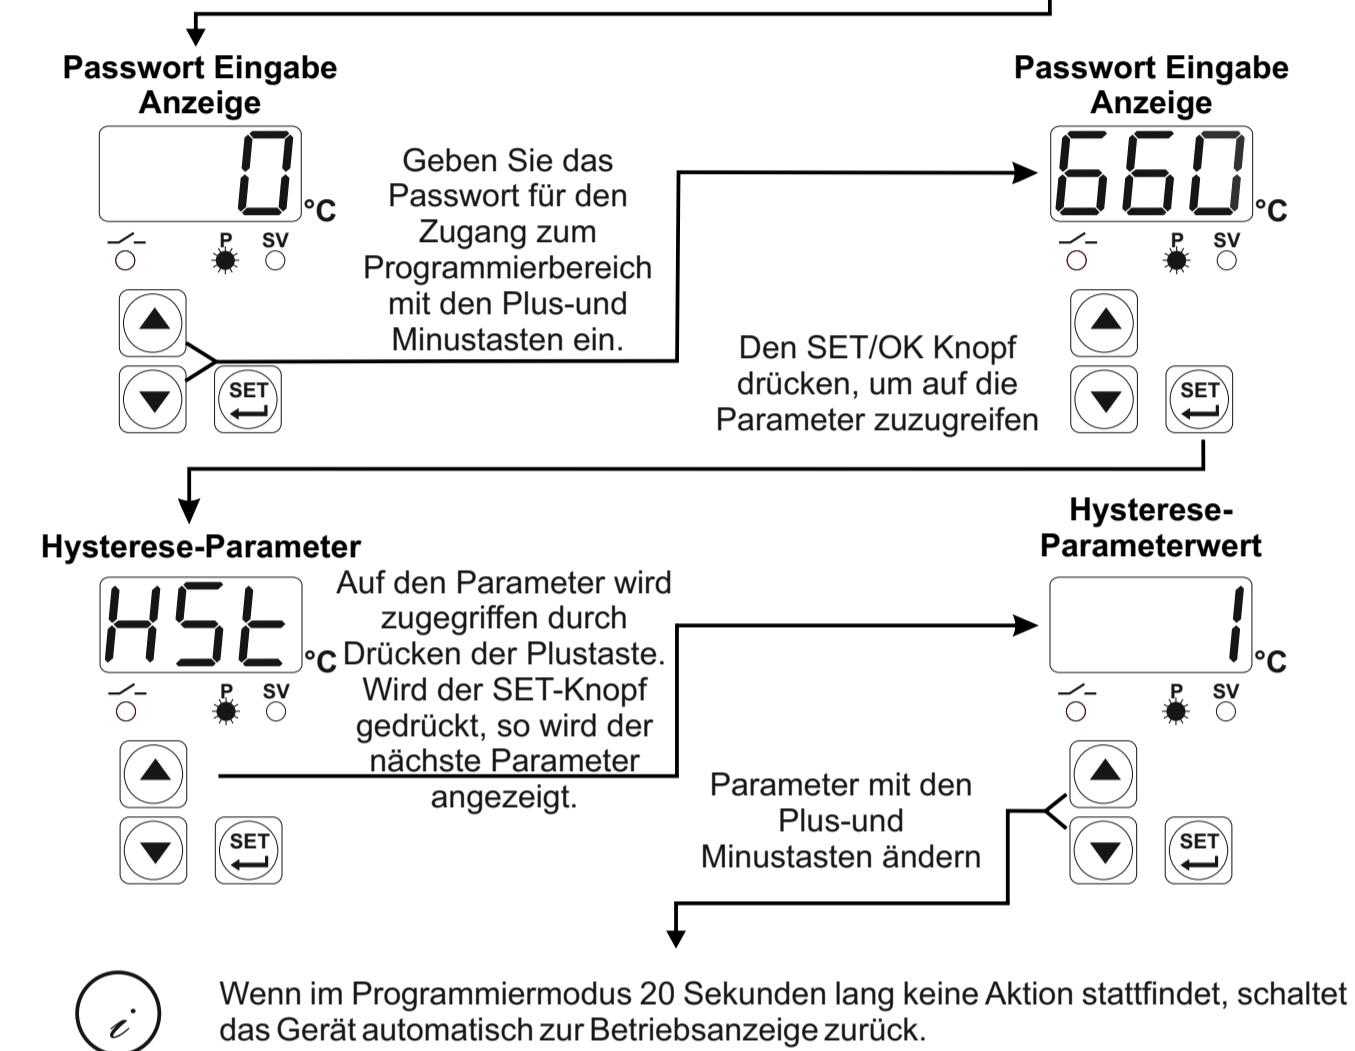 Passwort Eingabe
Anzeige
0
°C
P SV
SET
Geben Sie das
Passwort für den
Zugang zum
Programmierbereich
mit den Plus-und
Minustasten ein.
Passwort Eingabe
Anzeige
660
°C
P SV
SET
Den SET/OK Knopf
drücken, um auf die
Parameter zuzugreifen
Hysterese-Parameter
HSt
°C
P SV
SET
Auf den Parameter wird
zugegriffen durch
Drücken der Plustaste.
Wird der SET-Knopf
gedrückt, so wird der
nächste Parameter
angezeigt.
Hysterese-
Parameterwert
1
°C
P SV
SET
Parameter mit den
Plus-und
Minustasten ändern
i
Wenn im Programmiermodus 20 Sekunden lang keine Aktion stattfindet, schaltet
das Gerät automatisch zur Betriebsanzeige zurück.